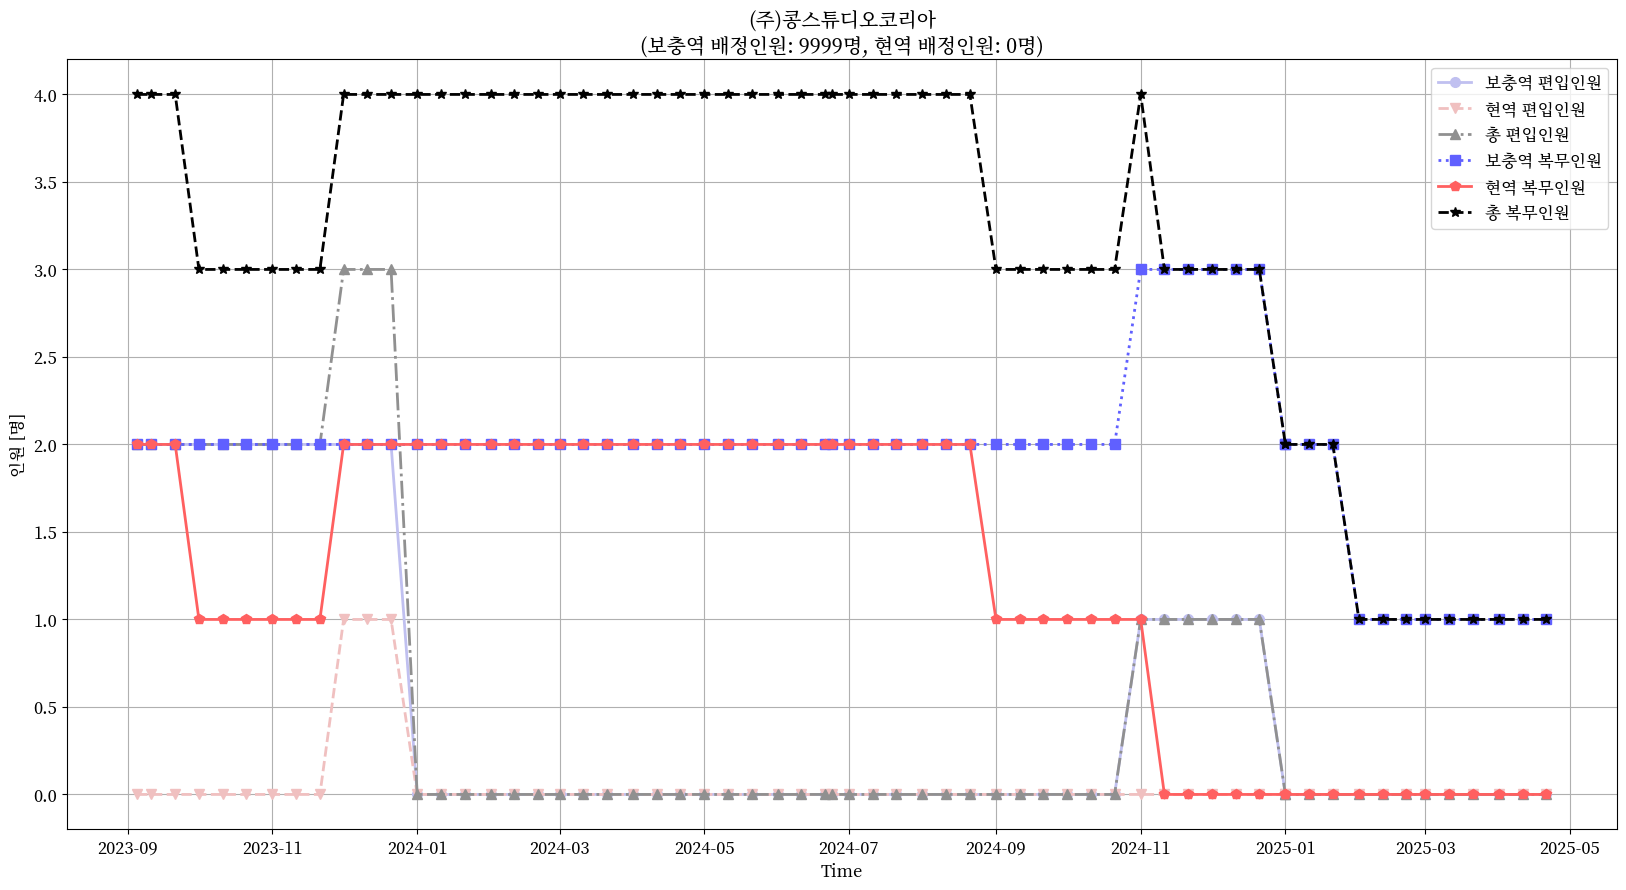 (주)콩스튜디오코리아
(보충역 배정인원: 9999명, 현역 배정인원: 0명)
보충역 편입인원
현역 편입인원
총 편입인원
보충역 복무인원
현역 복무인원
총 복무인원
인원 [명]
4.0
3.5
3.0
2.5
2.0
1.5
1.0
0.5
0.0
2023-09 2023-11 2024-01 2024-03 2024-05 2024-07 2024-09 2024-11 2025-01 2025-03 2025-05
Time